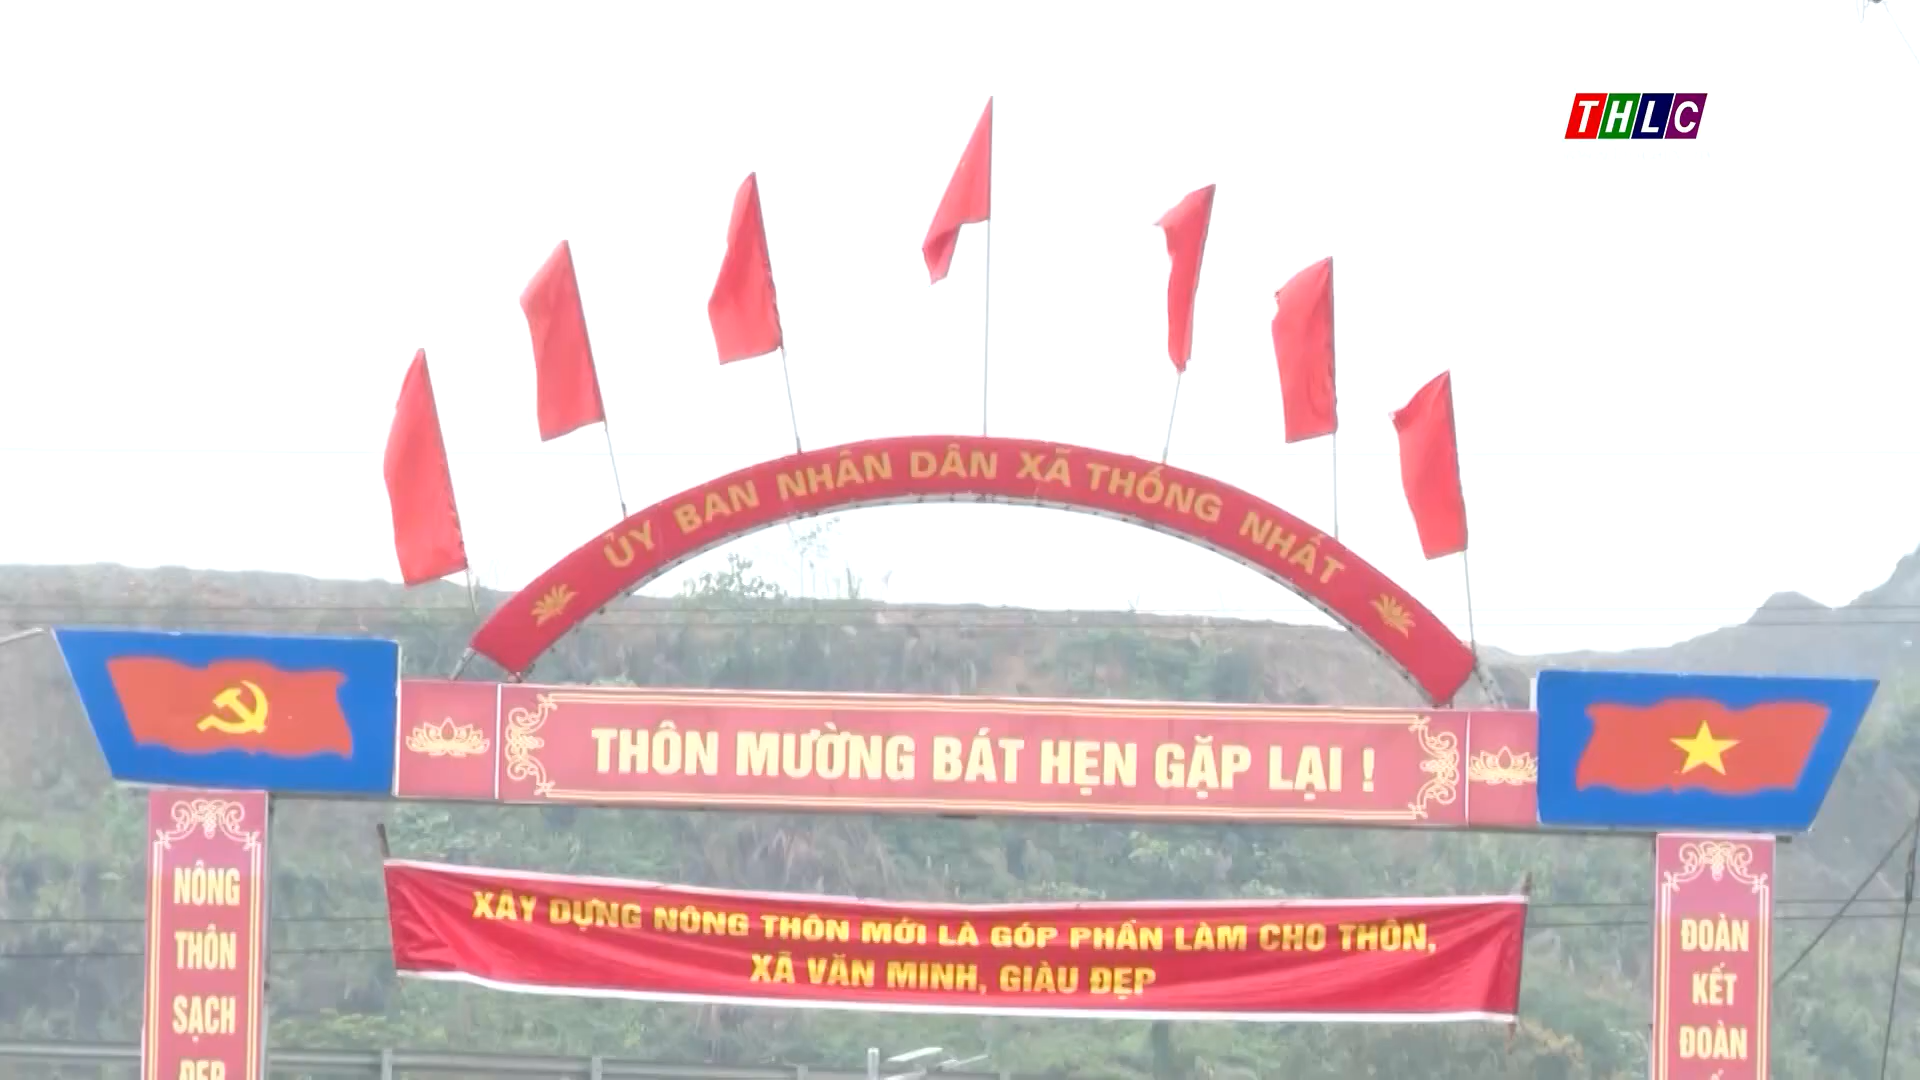 THLC
ỦY BAN NHÂN DÂN XÃ THỐNG NHẤT
THÔN MƯỜNG BÁT HẸN GẶP LẠI !
XÂY DỰNG NÔNG THÔN MỚI LÀ GÓP PHẦN LÀM CHO THÔN,
XÃ VĂN MINH, GIÀU ĐẸP
NÔNG
THÔN
SẠCH
ĐẸP
ĐOÀN
KẾT
ĐOÀN